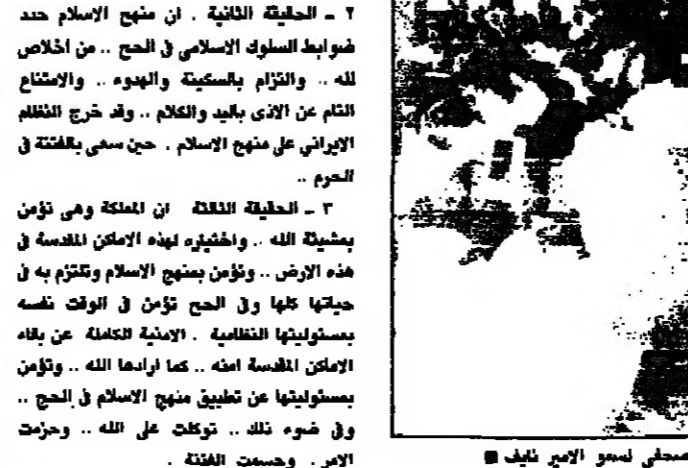 ٢ ـ الحقيقة الثانية . ان منهج الاسلام حدد
ضوابط السلوك الاسلامي في الحج .. من اخلاص
لله .. والتزام بالسكينة والهدوء .. والامتناع
التام عن الاذى باليد والكلام .. وقد خرج النظام
الايراني على منهج الاسلام . حين سعى بالفتنة في
الحرم ..
٣ ـ الحقيقة الثالثة ان المملكة وهى تؤمن
بمشيئة الله .. واختياره لهذه الاماكن المقدسة في
هذه الارض .. وتؤمن بمنهج الاسلام وتلتزم به في
حياتها كلها وفى الحج تؤمن في الوقت نفسه
بمسئوليتها النظامية . الامنية الكاملة عن بقاء
الاماكن المقدسة امنه .. كما ارادها الله .. وتؤمن
بمسئوليتها عن تطبيق منهج الاسلام في الحج ..
وفى ضوء ذلك .. توكلت على الله .. وحزمت
الامر . وحسمت الفتنة .
صحفي لسمو الامير نايف